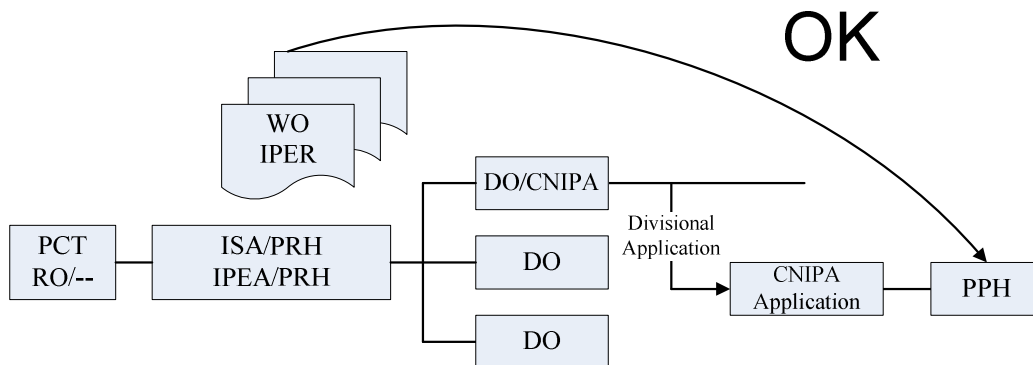 OK
WO
IPER
DO/CNIPA
Divisional
Application
PCT
RO/--
ISA/PRH
IPEA/PRH
DO
CNIPA
Application
PPH
DO